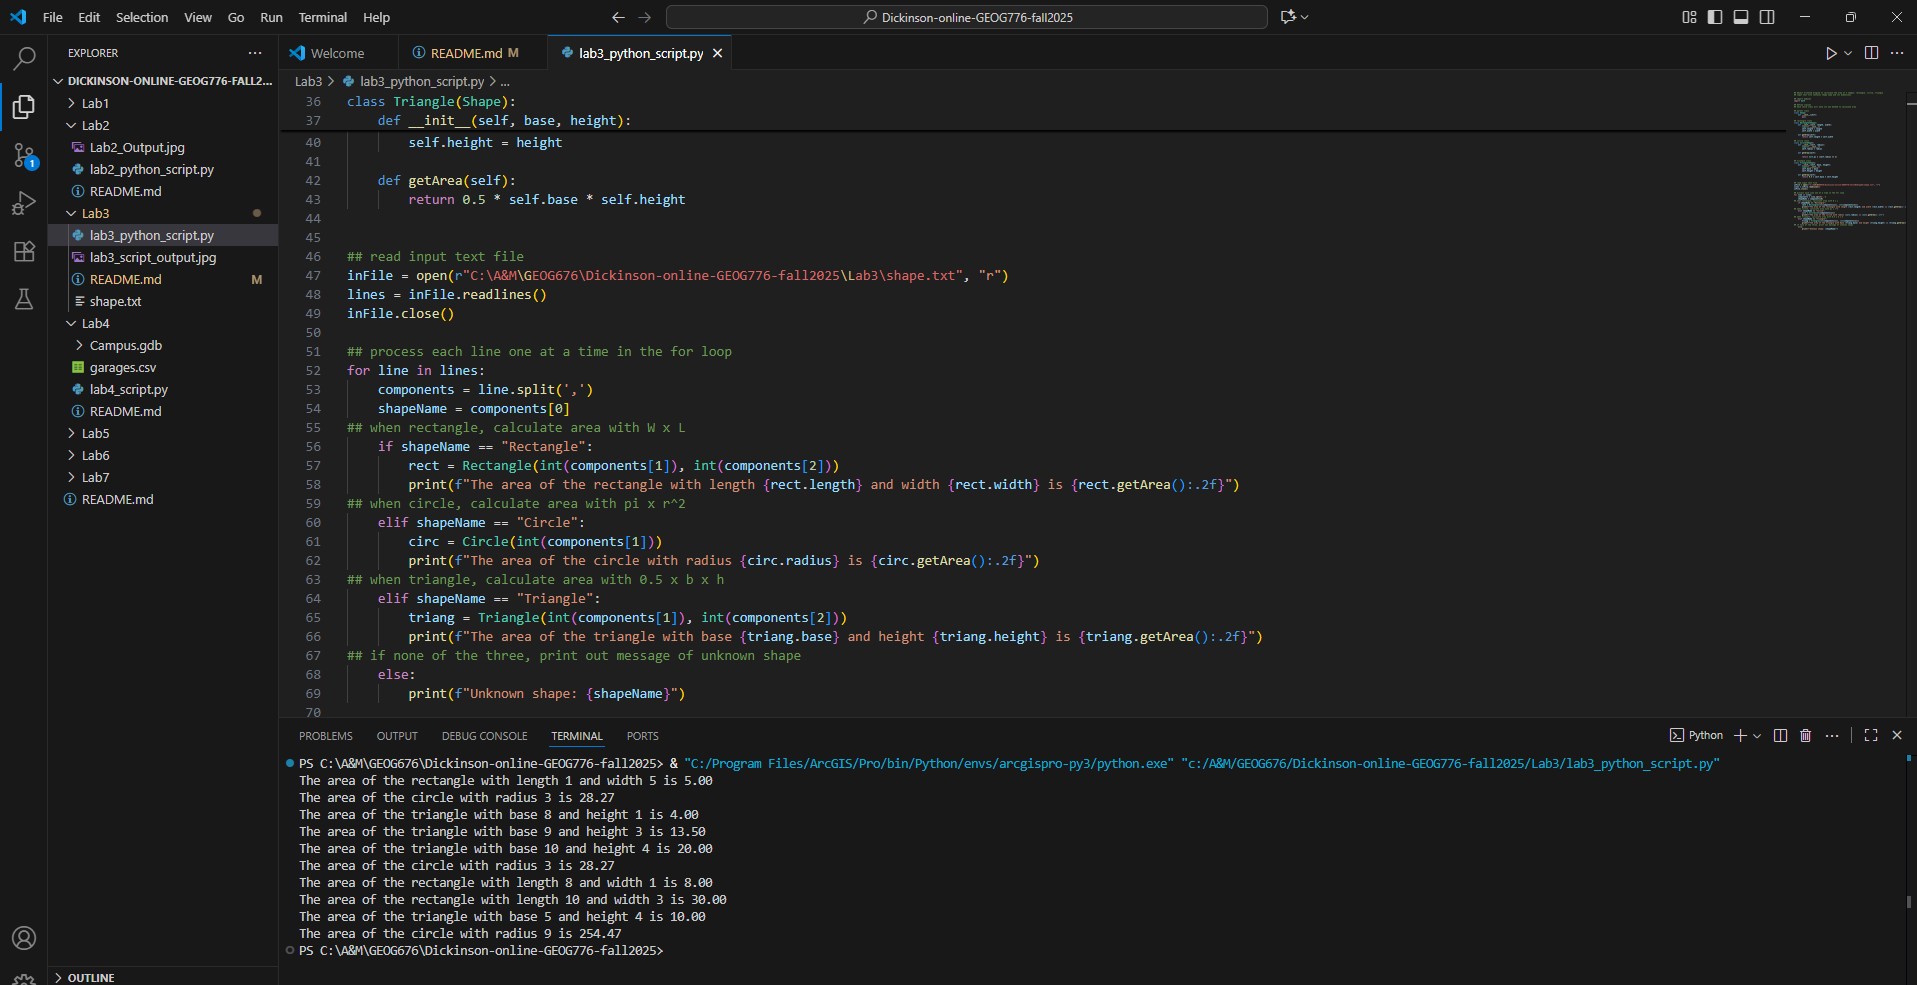 File Edit Selection View Go Run Terminal Help
Dickinson-online-GEOG776-fall2025
EXPLORER
DICKINSON-ONLINE-GEOG776-FALL2...
Lab1
Lab2
Lab2_Output.jpg
lab2_python_script.py
README.md
Lab3
lab3_python_script.py
lab3_script_output.jpg
README.md M
shape.txt
Lab4
Campus.gdb
garages.csv
lab4_script.py
README.md
Lab5
Lab6
Lab7
README.md
OUTLINE
1
Welcome README.md M lab3_python_script.py
Lab3 > lab3_python_script.py > ...
36 class Triangle(Shape):
37 def __init__(self, base, height):
40 self.height = height
41
42 def getArea(self):
43 return 0.5 * self.base * self.height
44
45
46 ## read input text file
47 inFile = open(r"C:\A&M\GEOG676\Dickinson-online-GEOG776-fall2025\Lab3\shape.txt", "r")
48 lines = inFile.readlines()
49 inFile.close()
50
51 ## process each line one at a time in the for loop
52 for line in lines:
53 components = line.split(',')
54 shapeName = components[0]
55 ## when rectangle, calculate area with W x L
56 if shapeName == "Rectangle":
57 rect = Rectangle(int(components[1]), int(components[2]))
58 print(f"The area of the rectangle with length {rect.length} and width {rect.width} is {rect.getArea():.2f}")
59 ## when circle, calculate area with pi x r^2
60 elif shapeName == "Circle":
61 circ = Circle(int(components[1]))
62 print(f"The area of the circle with radius {circ.radius} is {circ.getArea():.2f}")
63 ## when triangle, calculate area with 0.5 x b x h
64 elif shapeName == "Triangle":
65 triang = Triangle(int(components[1]), int(components[2]))
66 print(f"The area of the triangle with base {triang.base} and height {triang.height} is {triang.getArea():.2f}")
67 ## if none of the three, print out message of unknown shape
68 else:
69 print(f"Unknown shape: {shapeName}")
70
PROBLEMS OUTPUT DEBUG CONSOLE TERMINAL PORTS Python
PS C:\A&M\GEOG676\Dickinson-online-GEOG776-fall2025> & "C:/Program Files/ArcGIS/Pro/bin/Python/envs/arcgispro-py3/python.exe" "c:/A&M/GEOG676/Dickinson-online-GEOG776-fall2025/Lab3/lab3_python_script.py"
The area of the rectangle with length 1 and width 5 is 5.00
The area of the circle with radius 3 is 28.27
The area of the triangle with base 8 and height 1 is 4.00
The area of the triangle with base 9 and height 3 is 13.50
The area of the triangle with base 10 and height 4 is 20.00
The area of the circle with radius 3 is 28.27
The area of the rectangle with length 8 and width 1 is 8.00
The area of the rectangle with length 10 and width 3 is 30.00
The area of the triangle with base 5 and height 4 is 10.00
The area of the circle with radius 9 is 254.47
PS C:\A&M\GEOG676\Dickinson-online-GEOG776-fall2025>